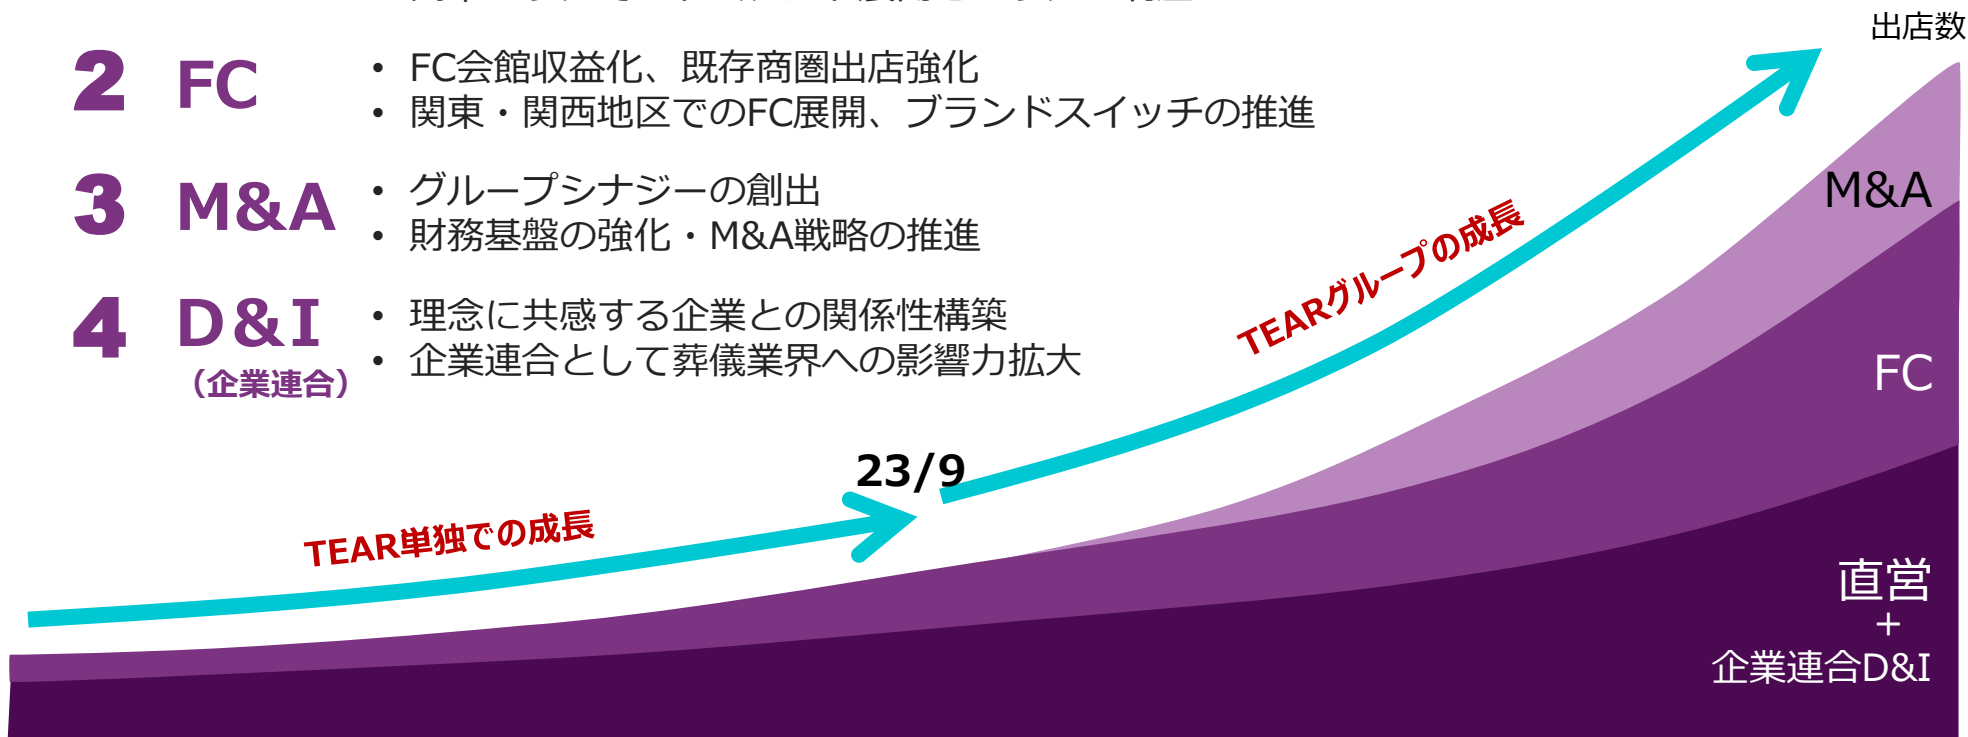 出店数
2 FC
• FC会館収益化、既存商圏出店強化
• 関東・関西地区でのFC展開、ブランドスイッチの推進
3 M&A
• グループシナジーの創出
• 財務基盤の強化・M&A戦略の推進
4 D&I
（企業連合）
• 理念に共感する企業との関係性構築
• 企業連合として葬儀業界への影響力拡大
TEAR単独での成長
23/9
TEARグループの成長
M&A
FC
直営
+
企業連合D&I